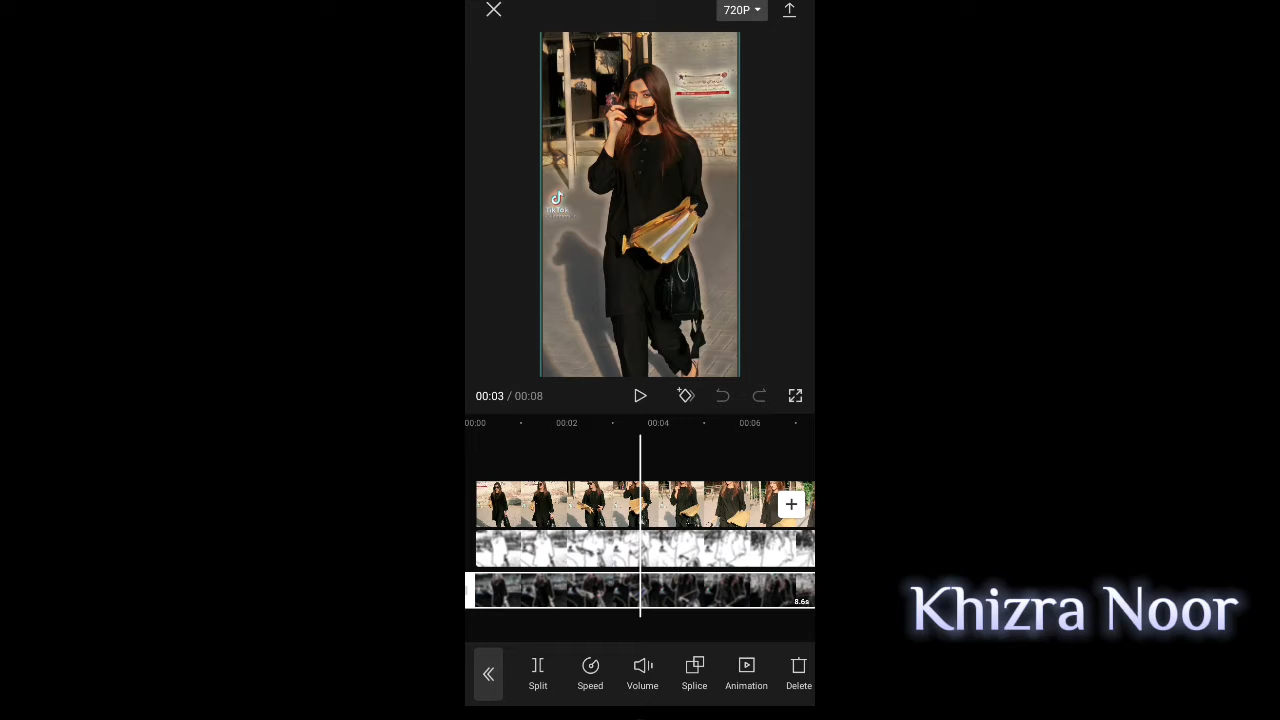 720P
TikTok
00:03 / 00:08
00:00
00:02
00:04
00:06
8.6s
Split
Speed
Volume
Splice
Animation
Delete
Khizra Noor